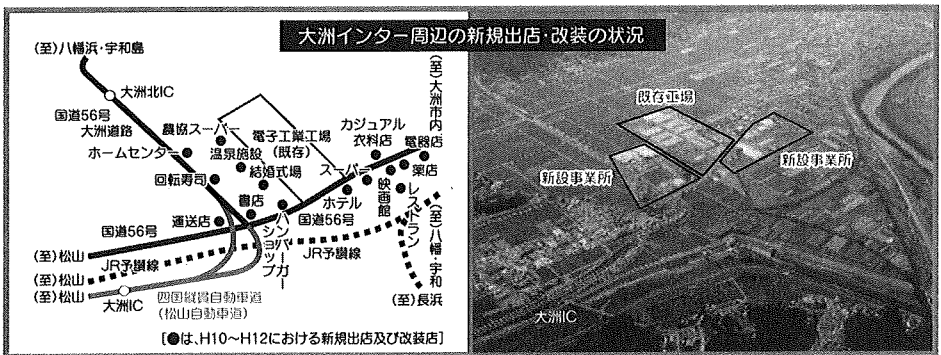 大洲インター周辺の新規出店・改装の状況
(至)八幡浜・宇和島
大洲北IC
国道56号
大洲道路
農協スーパー
ホームセンター
温泉施設
電子工業工場
(既存)
結婚式場
回転寿司
カジュアル
衣料店
電器店
(至)大洲市内
スーパー
薬店
映画館
レストラン
ホテル
書店
ハンバーガー
ショップ
運送店
国道56号
国道56号
(至)松山
JR予讃線
JR予讃線
(至)松山
(至)松山
大洲IC
四国縦貫自動車道
(松山自動車道)
(至)八幡・宇和
(至)長浜
[●は、H10〜H12における新規出店及び改装店]
既存工場
新設事業所
新設事業所
大洲IC